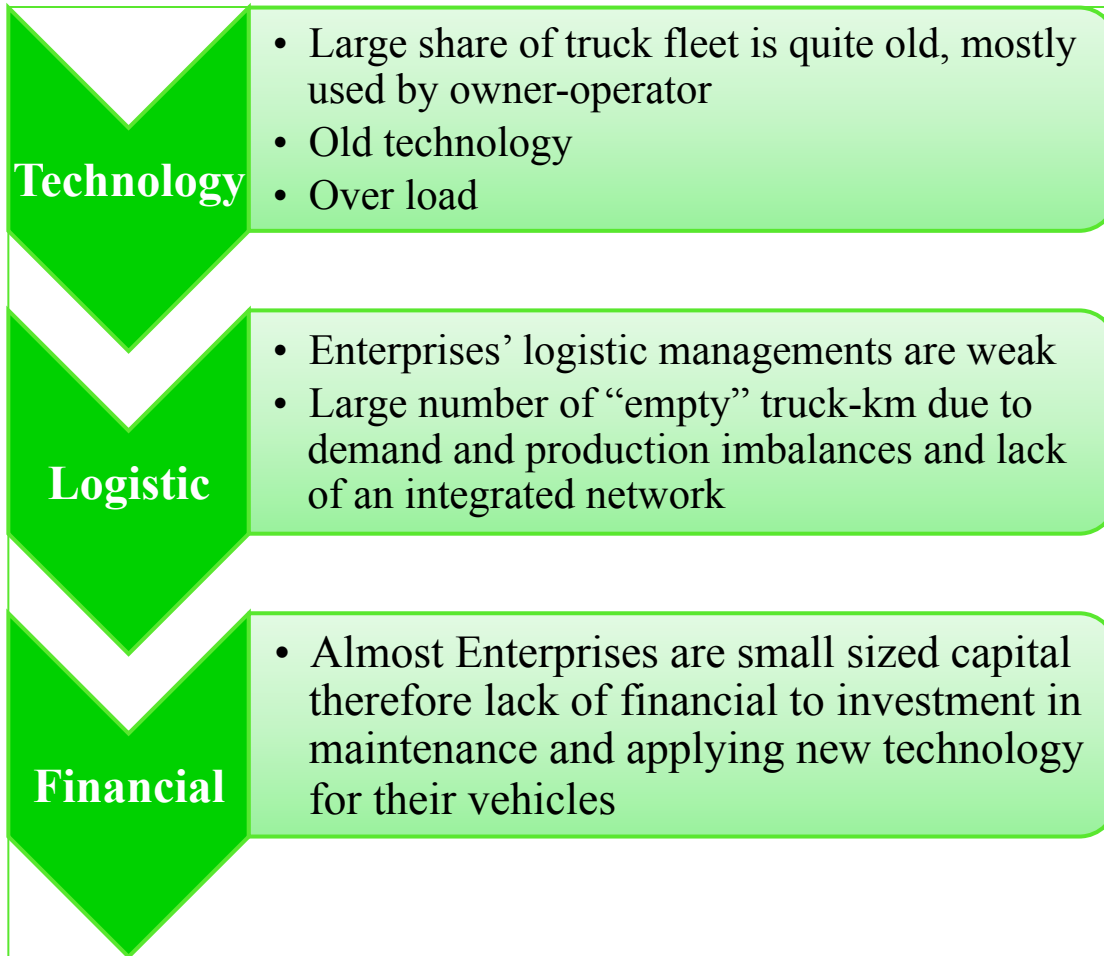 Technology
• Large share of truck fleet is quite old, mostly
used by owner-operator
• Old technology
• Over load
Logistic
• Enterprises’ logistic managements are weak
• Large number of “empty” truck-km due to
demand and production imbalances and lack
of an integrated network
Financial
• Almost Enterprises are small sized capital
therefore lack of financial to investment in
maintenance and applying new technology
for their vehicles